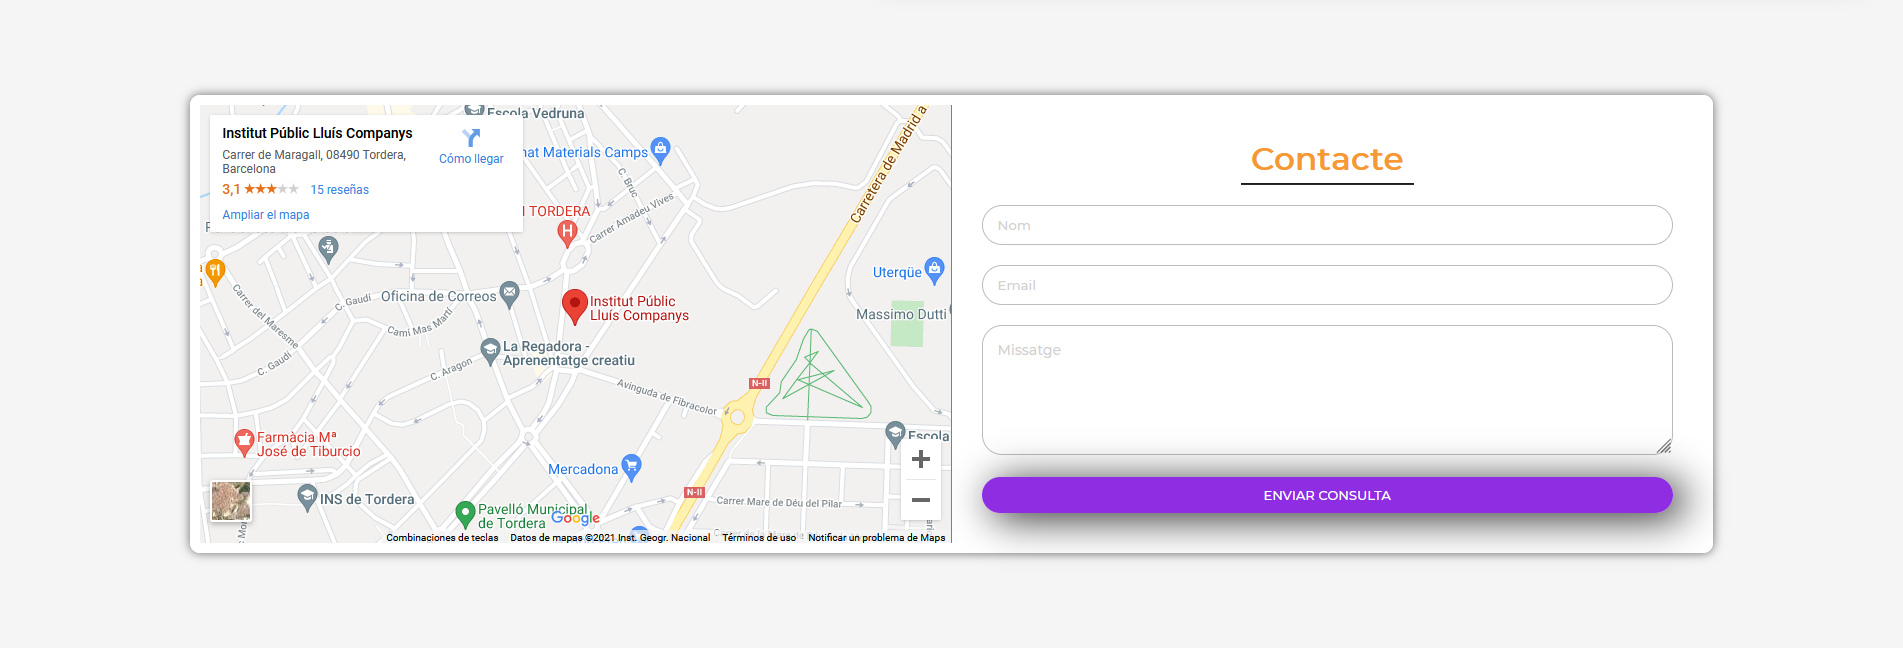 Escola Vedruna
Institut Públic Lluís Companys
Carrer de Maragall, 08490 Tordera,
Barcelona
3,1
15 reseñas
Ampliar el mapa
Cómo llegar
nat Materials Camps
C. Bruc
Carretera de Madrid a
TORDERA
Carrer Amadeu Vives
H
Uterqüe
Massimo Dutti
Oficina de Correos
Institut Públic
Lluís Companys
C. Gaudí
Carrer del Maresme
Camí Mas Martí
C. Gaudí
La Regadora -
Aprenentatge creatiu
C. Aragon
Avinguda de Fibracolor
N-II
Escola
Farmàcia Mª
José de Tiburcio
Mercadona
INS de Tordera
N-II
Carrer Mare de Déu del Pilar
Pavelló Municipal
de Tordera
Google
Combinaciones de teclas
Datos de mapas ©2021 Inst. Geogr. Nacional
Términos de uso
Notificar un problema de Maps
Contacte
Nom
Email
Missatge
ENVIAR CONSULTA